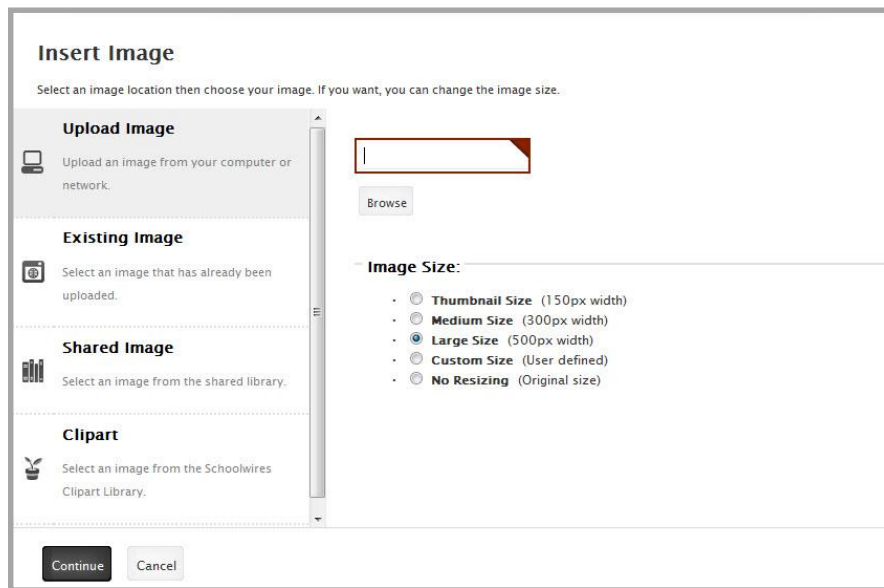 Insert Image
Select an image location then choose your image. If you want, you can change the image size.
Upload Image
Upload an image from your computer or
network.
Existing Image
Select an image that has already been
uploaded.
Shared Image
Select an image from the shared library.
Clipart
Select an image from the Schoolwires
Clipart Library.
Browse
Image Size:
Thumbnail Size (150px width)
Medium Size (300px width)
Large Size (500px width)
Custom Size (User defined)
No Resizing (Original size)
Continue
Cancel